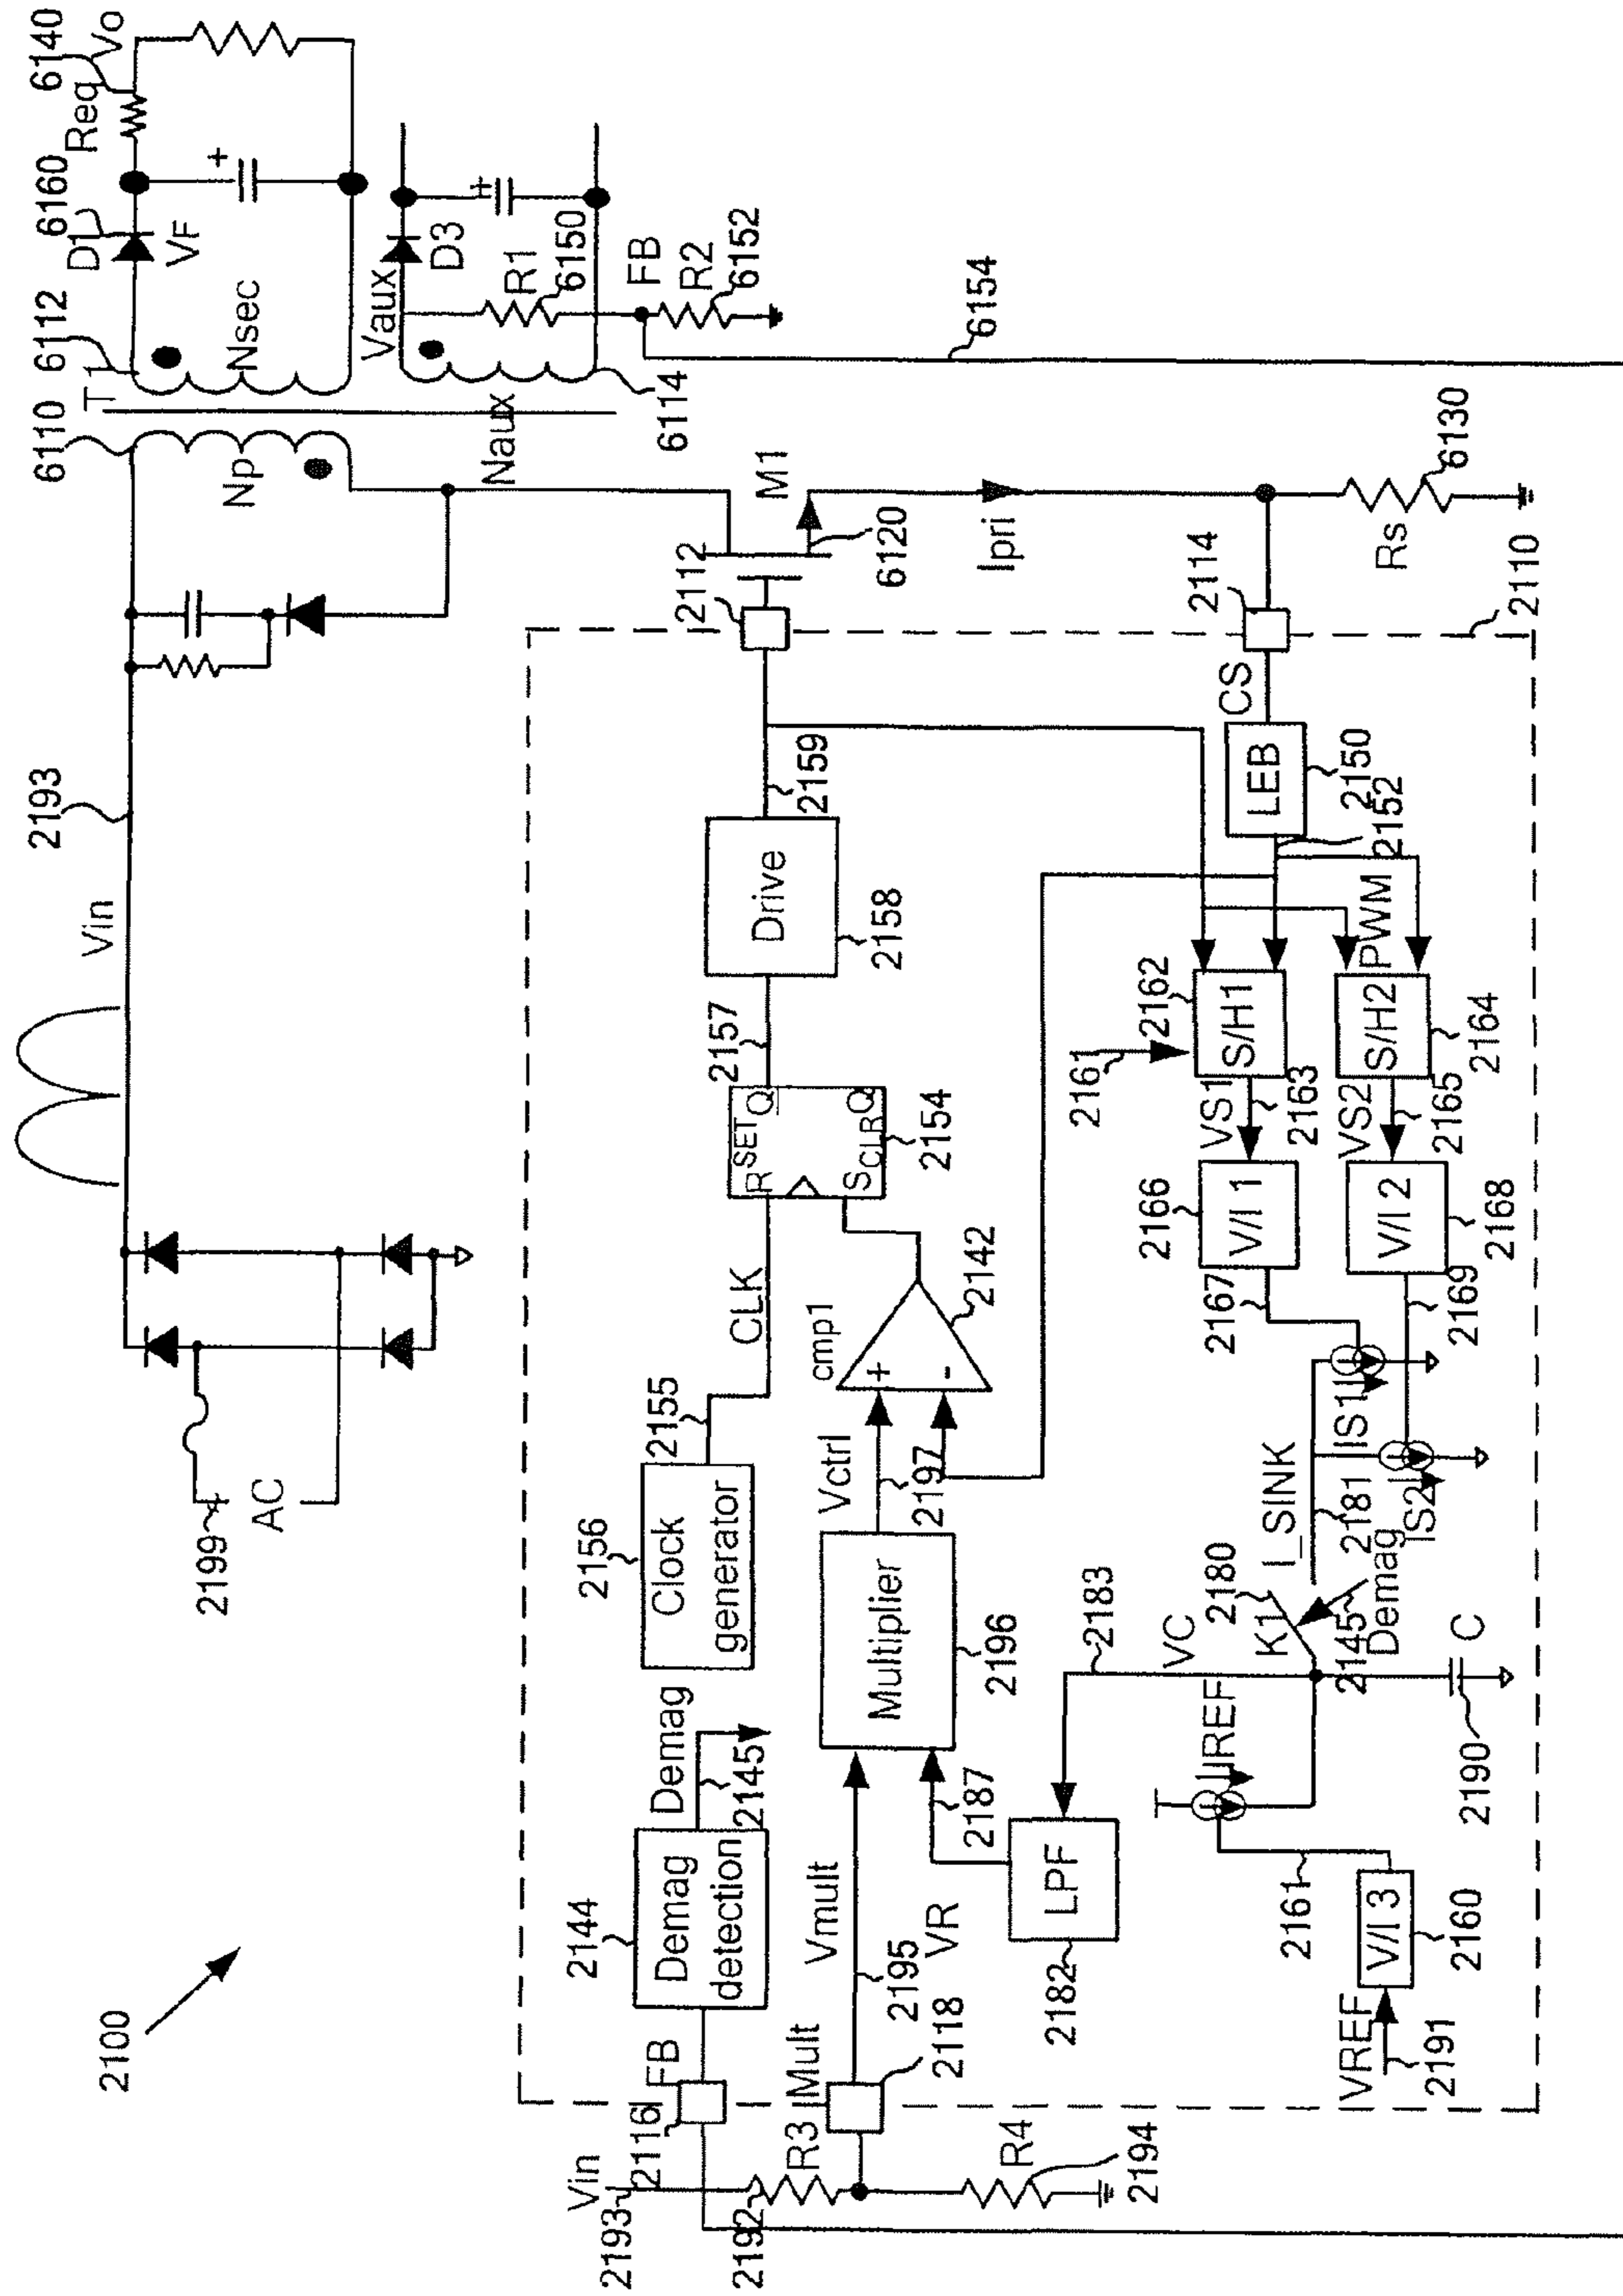 2100
2199
AC
Vin
2193
6110
T1
6112
Np
Nsec
D1
6160
VF
Req
6140
Vo
Vaux
D3
R1
6150
FB
R2
6152
Naux
6114
6154
M1
6120
Ipri
Rs
6130
2112
2114
2110
CS
LEB
2150
2152
Drive
2158
2159
2157
R
SET
Q
S
CLR
Q
2154
CLK
2155
Clock
generator
2156
cmp1
2142
Vctrl
2197
Multiplier
2196
Demag
2145
Demag
detection
2144
FB
2116
Vin
2193
2192
R3
R4
2194
Mult
2118
Vmult
2195
VR
2187
LPF
2182
2183
VC
K1
2180
2145
Demag
I_SINK
2181
IS1
IS2
IREF
2161
V/I 3
2160
VREF
2191
2190
C
V/I 1
2166
2167
V/I 2
2168
2169
VS1
2163
VS2
2165
S/H1
2162
2161
S/H2
2164
PWM